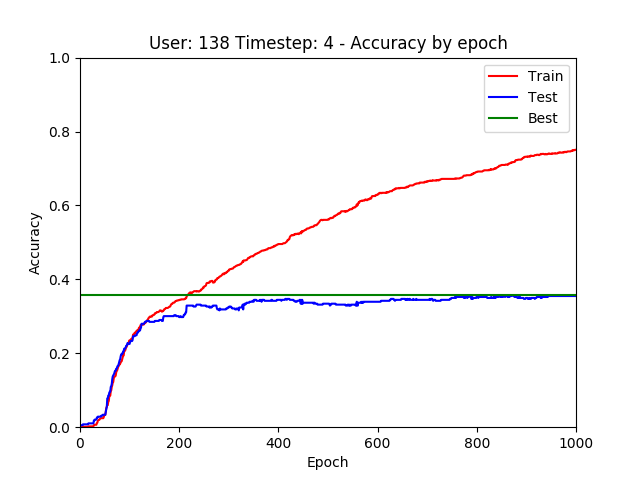 User: 138 Timestep: 4 - Accuracy by epoch
1.0
0.8
0.6
0.4
0.2
0.0
Accuracy
Train
Test
Best
0 200 400 600 800 1000
Epoch